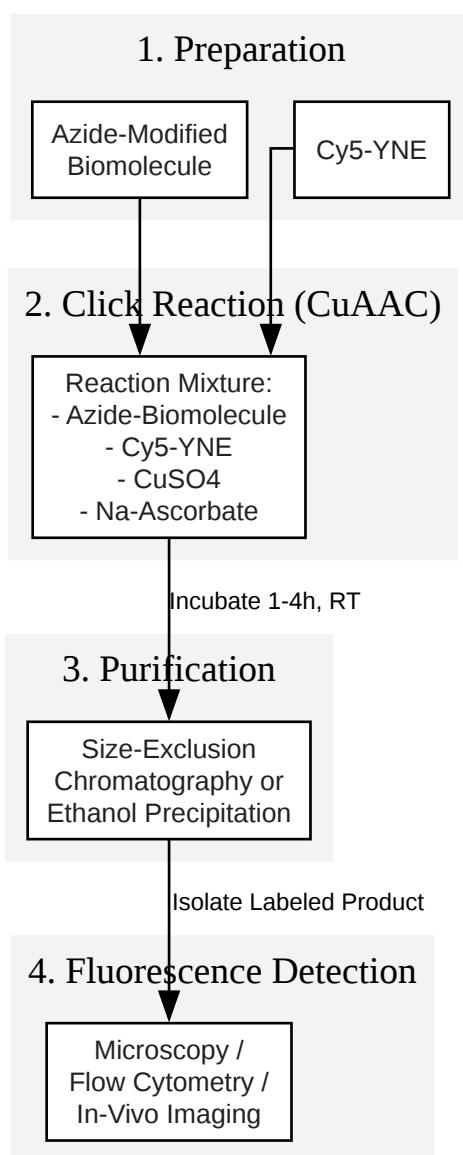 1. Preparation
Azide-Modified
Biomolecule
Cy5-YNE
2. Click Reaction (CuAAC)
Reaction Mixture:
- Azide-Biomolecule
- Cy5-YNE
- CuSO4
- Na-Ascorbate
Incubate 1-4h, RT
3. Purification
Size-Exclusion
Chromatography or
Ethanol Precipitation
Isolate Labeled Product
4. Fluorescence Detection
Microscopy /
Flow Cytometry /
In-Vivo Imaging